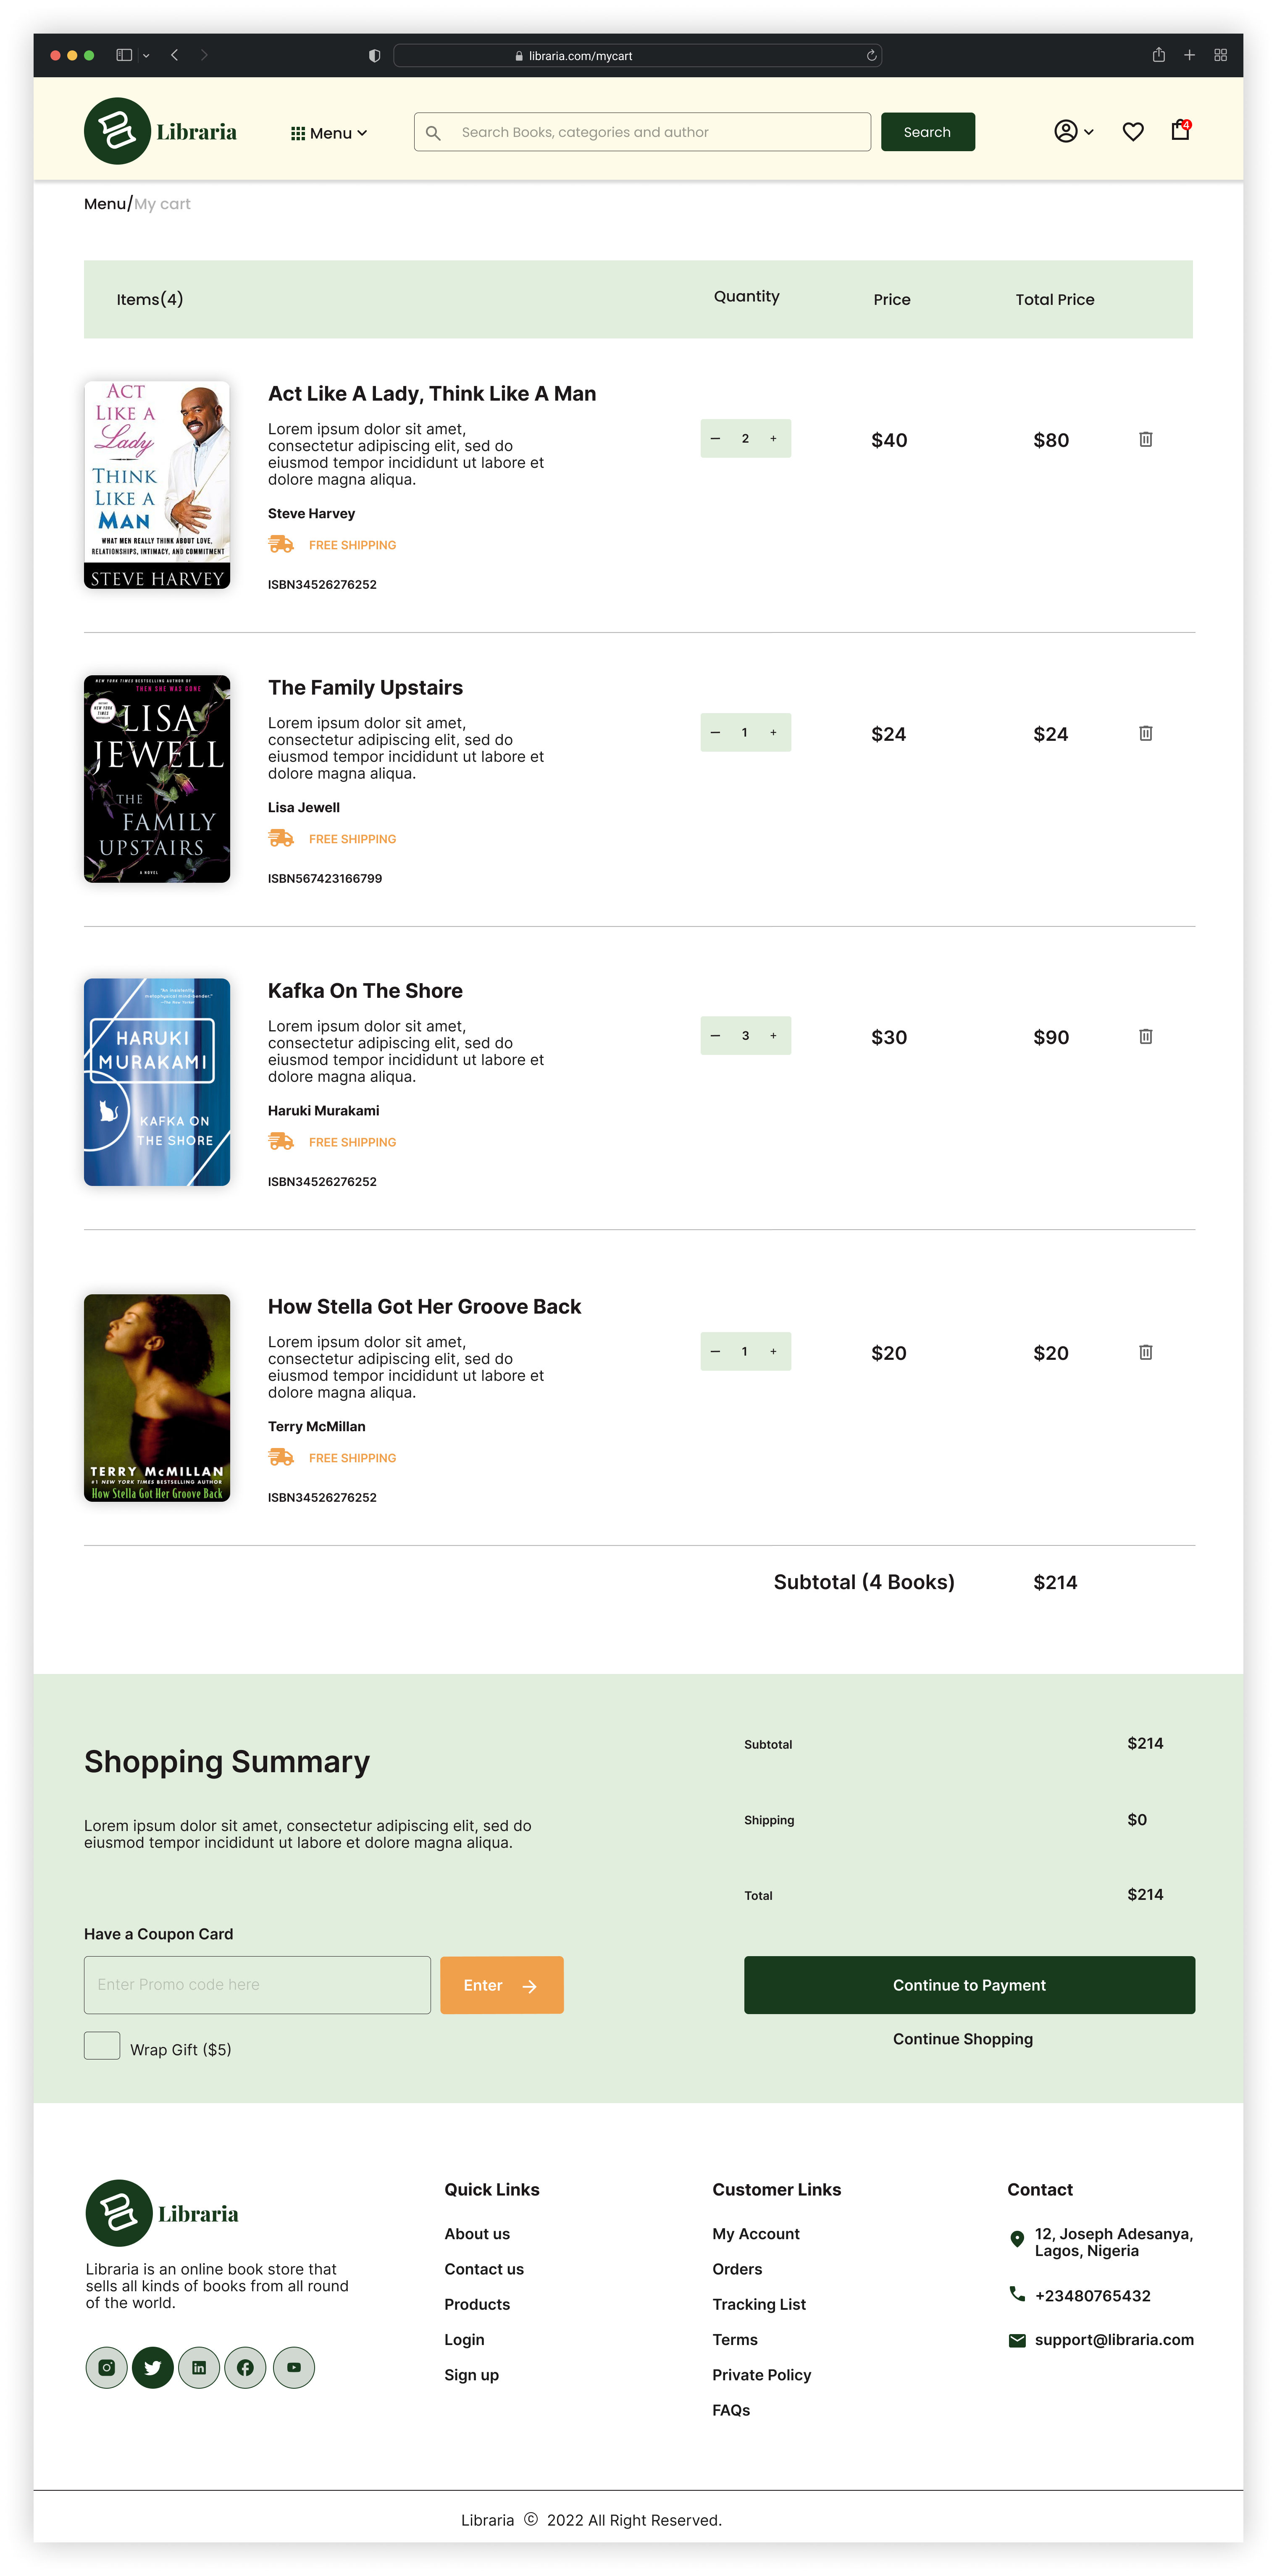 libraria.com/mycart
Libraria
Menu
Search Books, categories and author
Search
4
Menu/My cart
Items(4)
Quantity
Price
Total Price
ACT
LIKE A
Lady
THINK
LIKE A
MAN
WHAT MEN REALLY THINK ABOUT LOVE,
RELATIONSHIPS, INTIMACY, AND COMMITMENT
STEVE HARVEY
Act Like A Lady, Think Like A Man
Lorem ipsum dolor sit amet,
consectetur adipiscing elit, sed do
eiusmod tempor incididunt ut labore et
dolore magna aliqua.
Steve Harvey
FREE SHIPPING
ISBN34526276252
2
$40
$80
NEW YORK TIMES BESTSELLING AUTHOR OF
THEN SHE WAS GONE
NEW YORK
TIMES
LISA
JEWELL
THE
FAMILY
UPSTAIRS
A NOVEL
The Family Upstairs
Lorem ipsum dolor sit amet,
consectetur adipiscing elit, sed do
eiusmod tempor incididunt ut labore et
dolore magna aliqua.
Lisa Jewell
FREE SHIPPING
ISBN567423166799
1
$24
$24
HARUKI
MURAKAMI
KAFKA ON
THE SHORE
Kafka On The Shore
Lorem ipsum dolor sit amet,
consectetur adipiscing elit, sed do
eiusmod tempor incididunt ut labore et
dolore magna aliqua.
Haruki Murakami
FREE SHIPPING
ISBN34526276252
3
$30
$90
TERRY McMILLAN
#1 NEW YORK TIMES BESTSELLING AUTHOR
How Stella Got Her Groove Back
How Stella Got Her Groove Back
Lorem ipsum dolor sit amet,
consectetur adipiscing elit, sed do
eiusmod tempor incididunt ut labore et
dolore magna aliqua.
Terry McMillan
FREE SHIPPING
ISBN34526276252
1
$20
$20
Subtotal (4 Books)
$214
Shopping Summary
Lorem ipsum dolor sit amet, consectetur adipiscing elit, sed do
eiusmod tempor incididunt ut labore et dolore magna aliqua.
Subtotal
$214
Shipping
$0
Total
$214
Have a Coupon Card
Enter Promo code here
Enter
Wrap Gift ($5)
Continue to Payment
Continue Shopping
Libraria
Libraria is an online book store that
sells all kinds of books from all round
of the world.
Quick Links
About us
Contact us
Products
Login
Sign up
Customer Links
My Account
Orders
Tracking List
Terms
Private Policy
FAQs
Contact
12, Joseph Adesanya,
Lagos, Nigeria
+23480765432
support@libraria.com
Libraria © 2022 All Right Reserved.